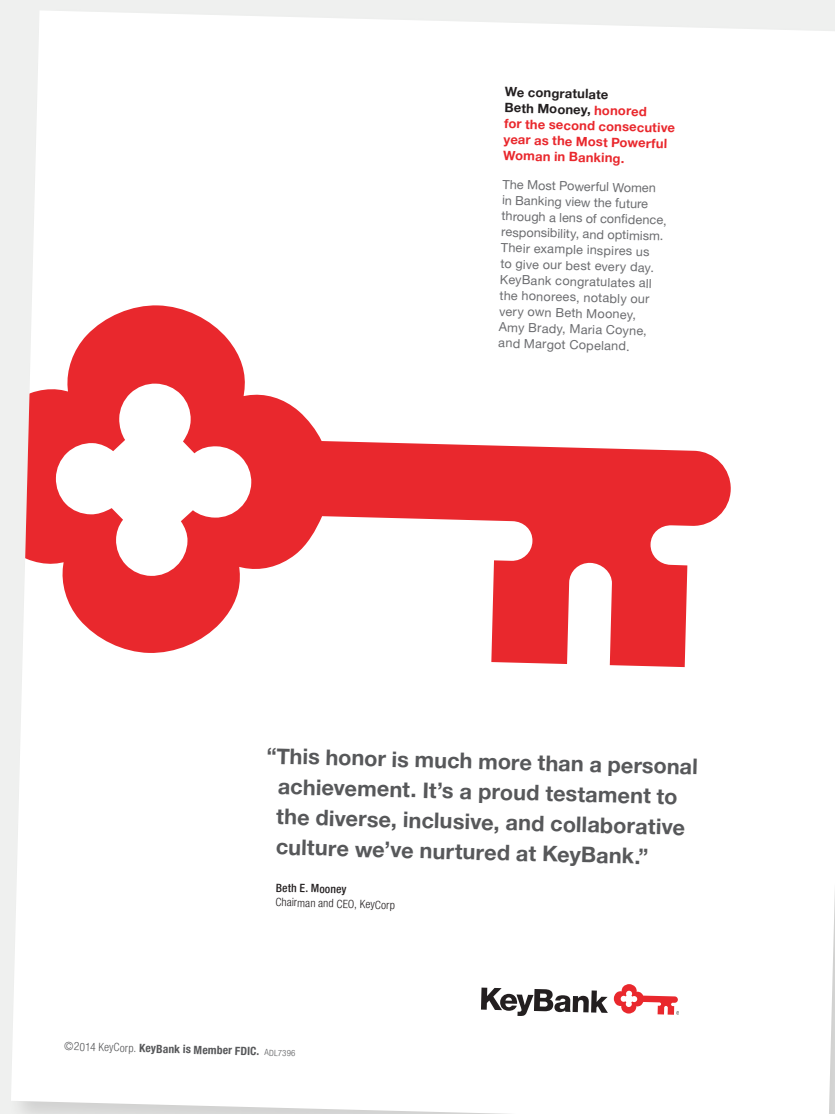 We congratulate
Beth Mooney, honored
for the second consecutive
year as the Most Powerful
Woman in Banking.
The Most Powerful Women
in Banking view the future
through a lens of confidence,
responsibility, and optimism.
Their example inspires us
to give our best every day.
KeyBank congratulates all
the honorees, notably our
very own Beth Mooney,
Amy Brady, Maria Coyne,
and Margot Copeland.
“This honor is much more than a personal
achievement. It’s a proud testament to
the diverse, inclusive, and collaborative
culture we’ve nurtured at KeyBank.”
Beth E. Mooney
Chairman and CEO, KeyCorp
KeyBank ®
©2014 KeyCorp. KeyBank is Member FDIC. ADL7396